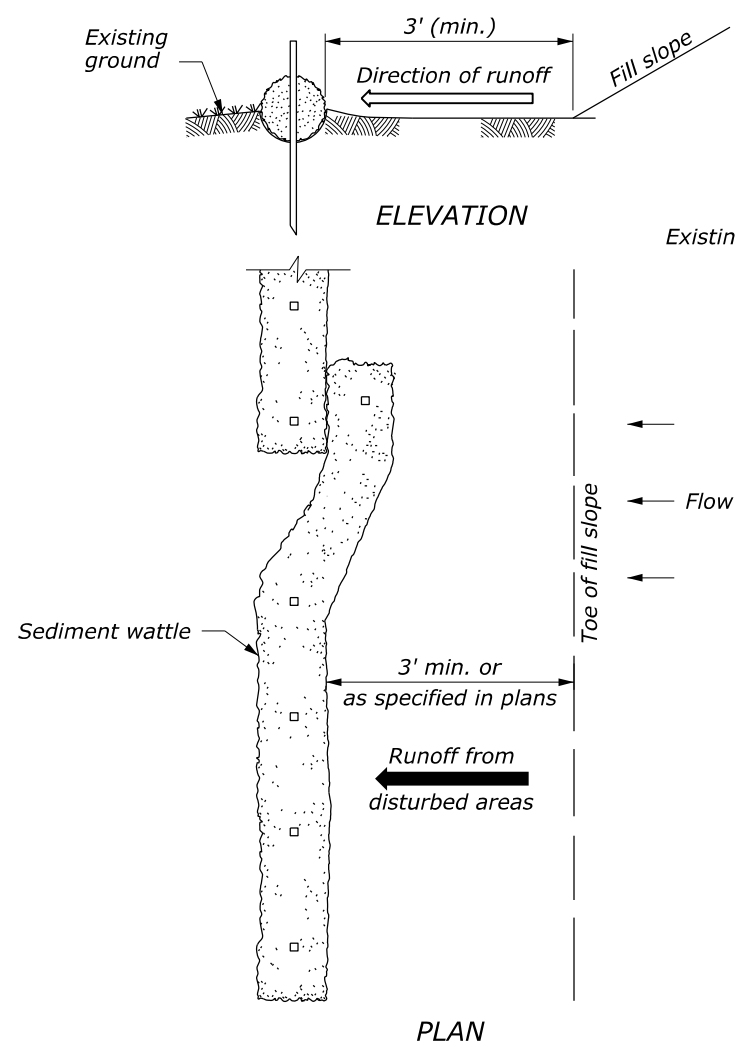 3' (min.)
Existing
ground
Direction of runoff
Fill slope
ELEVATION
Existin
Flow
Toe of fill slope
Sediment wattle
3' min. or
as specified in plans
Runoff from
disturbed areas
PLAN